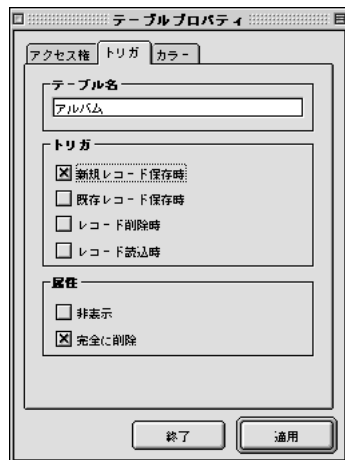 テーブルプロパティ
アクセス権 トリガ カラー
テーブル名
アルバム
トリガ
新規レコード保存時
既存レコード保存時
レコード削除時
レコード読込時
属性
非表示
完全に削除
終了 適用